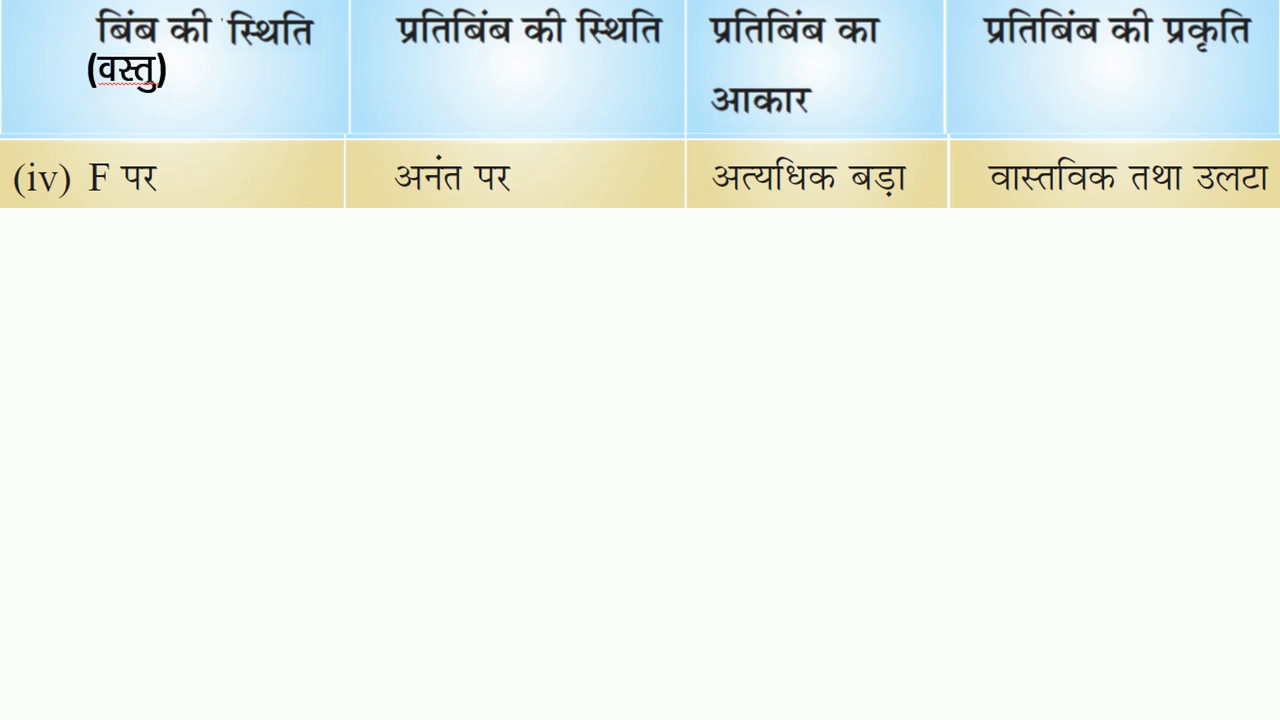 बिंब की स्थिति प्रतिबिंब की स्थिति प्रतिबिंब का प्रतिबिंब की प्रकृति
(वस्तु) आकार
(iv) F पर अनंत पर अत्यधिक बड़ा वास्तविक तथा उलटा